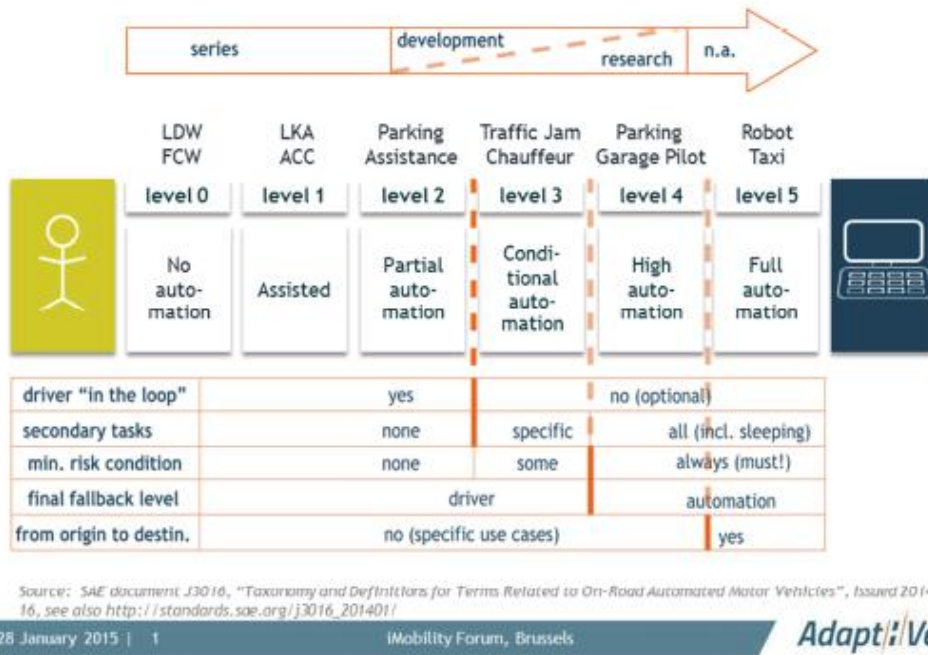 series
development
research
n.a.
LDW
FCW
LKA
ACC
Parking
Assistance
Traffic Jam
Chauffeur
Parking
Garage Pilot
Robot
Taxi
level 0
level 1
level 2
level 3
level 4
level 5
No
auto-
mation
Assisted
Partial
auto-
mation
Condi-
tional
auto-
mation
High
auto-
mation
Full
auto-
mation
driver “in the loop” yes no (optional)
secondary tasks none specific all (incl. sleeping)
min. risk condition none some always (must!)
final fallback level driver automation
from origin to destin. no (specific use cases) yes
Source: SAE document J3016, “Taxonomy and Definitions for Terms Related to On-Road Automated Motor Vehicles”, Issued 2014
16, see also http://standards.sae.org/j3016_201401/
28 January 2015 | 1 iMobility Forum, Brussels